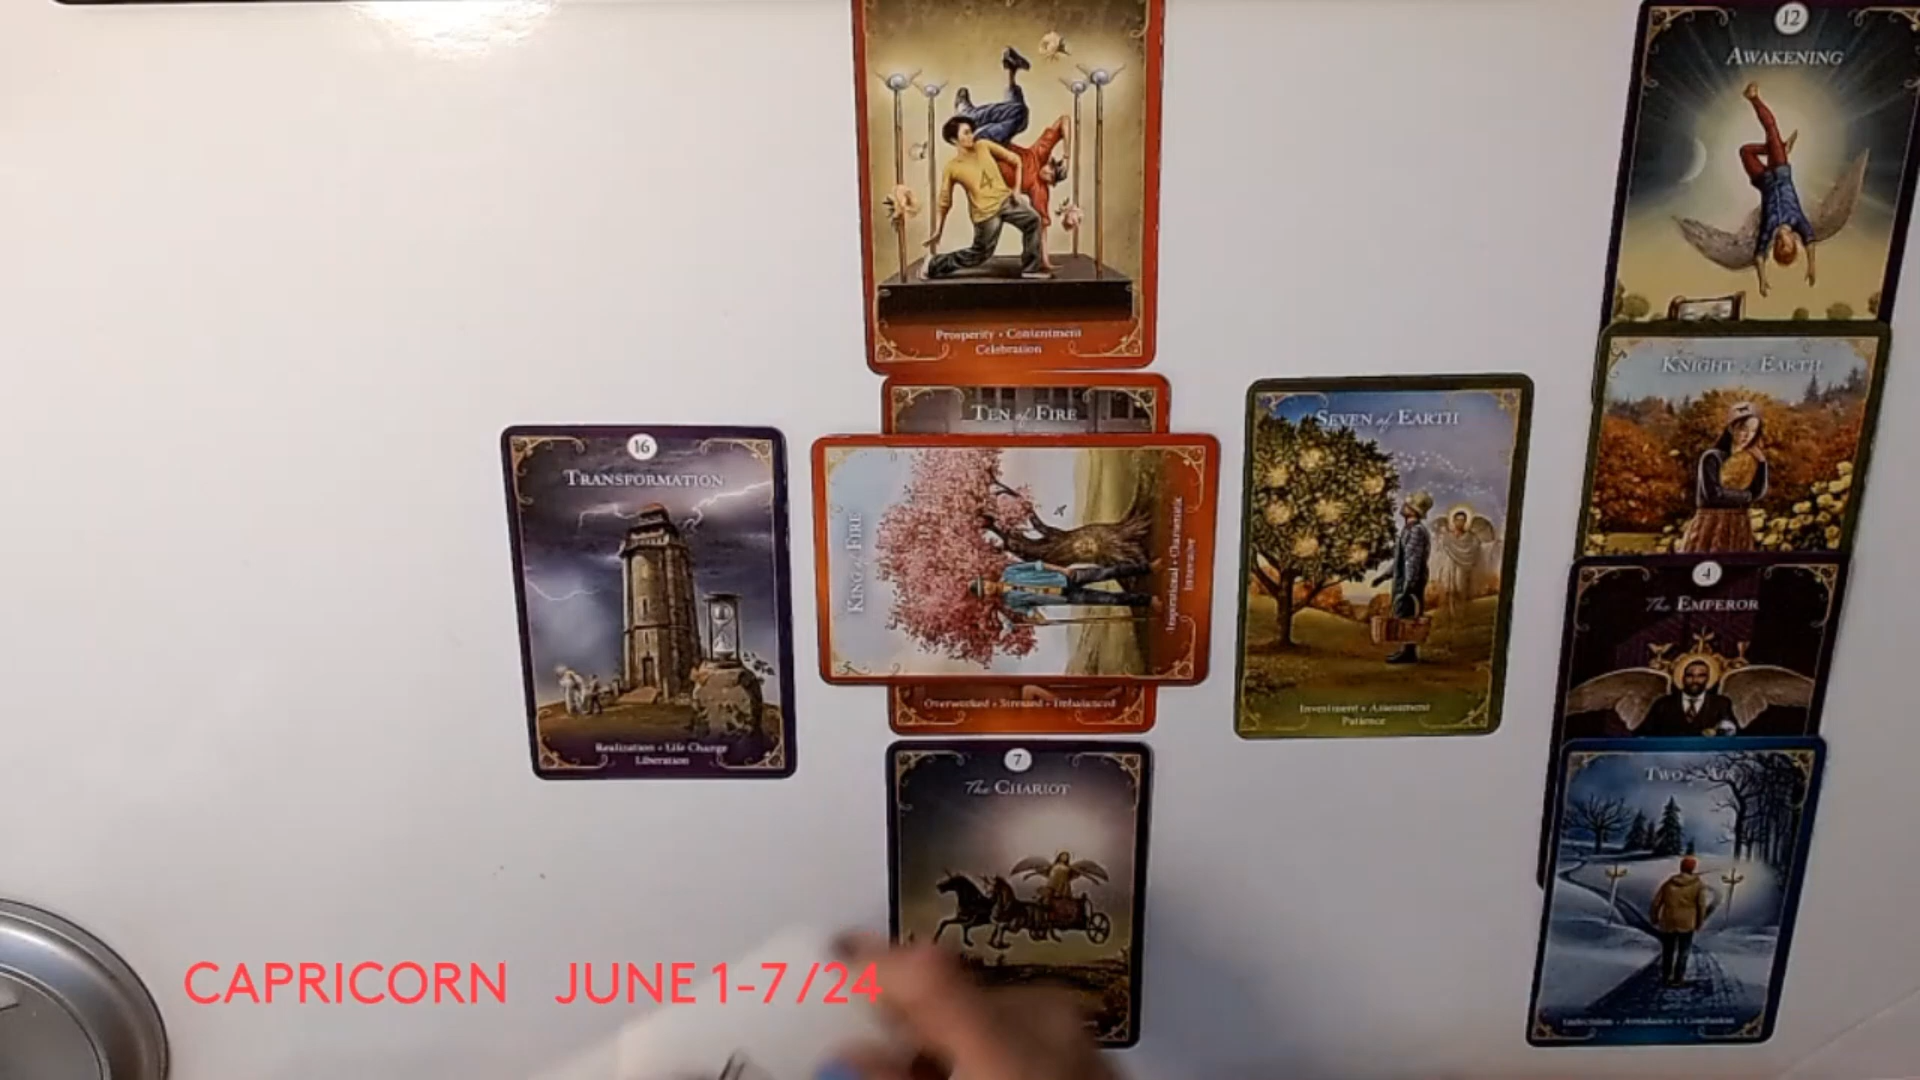 Prosperity • Contentment
Celebration
TEN of FIRE
KING of FIRE
Inspirational • Charismatic
Innovative
Overworked • Stressed • Imbalanced
16
TRANSFORMATION
Realization • Life Change
Liberation
7
The CHARIOT
SEVEN of EARTH
Investment • Assessment
Patience
12
AWAKENING
KNIGHT of EARTH
4
The EMPEROR
TWO of AIR
Indecision • Avoidance • Confusion
CAPRICORN JUNE 1-7/24